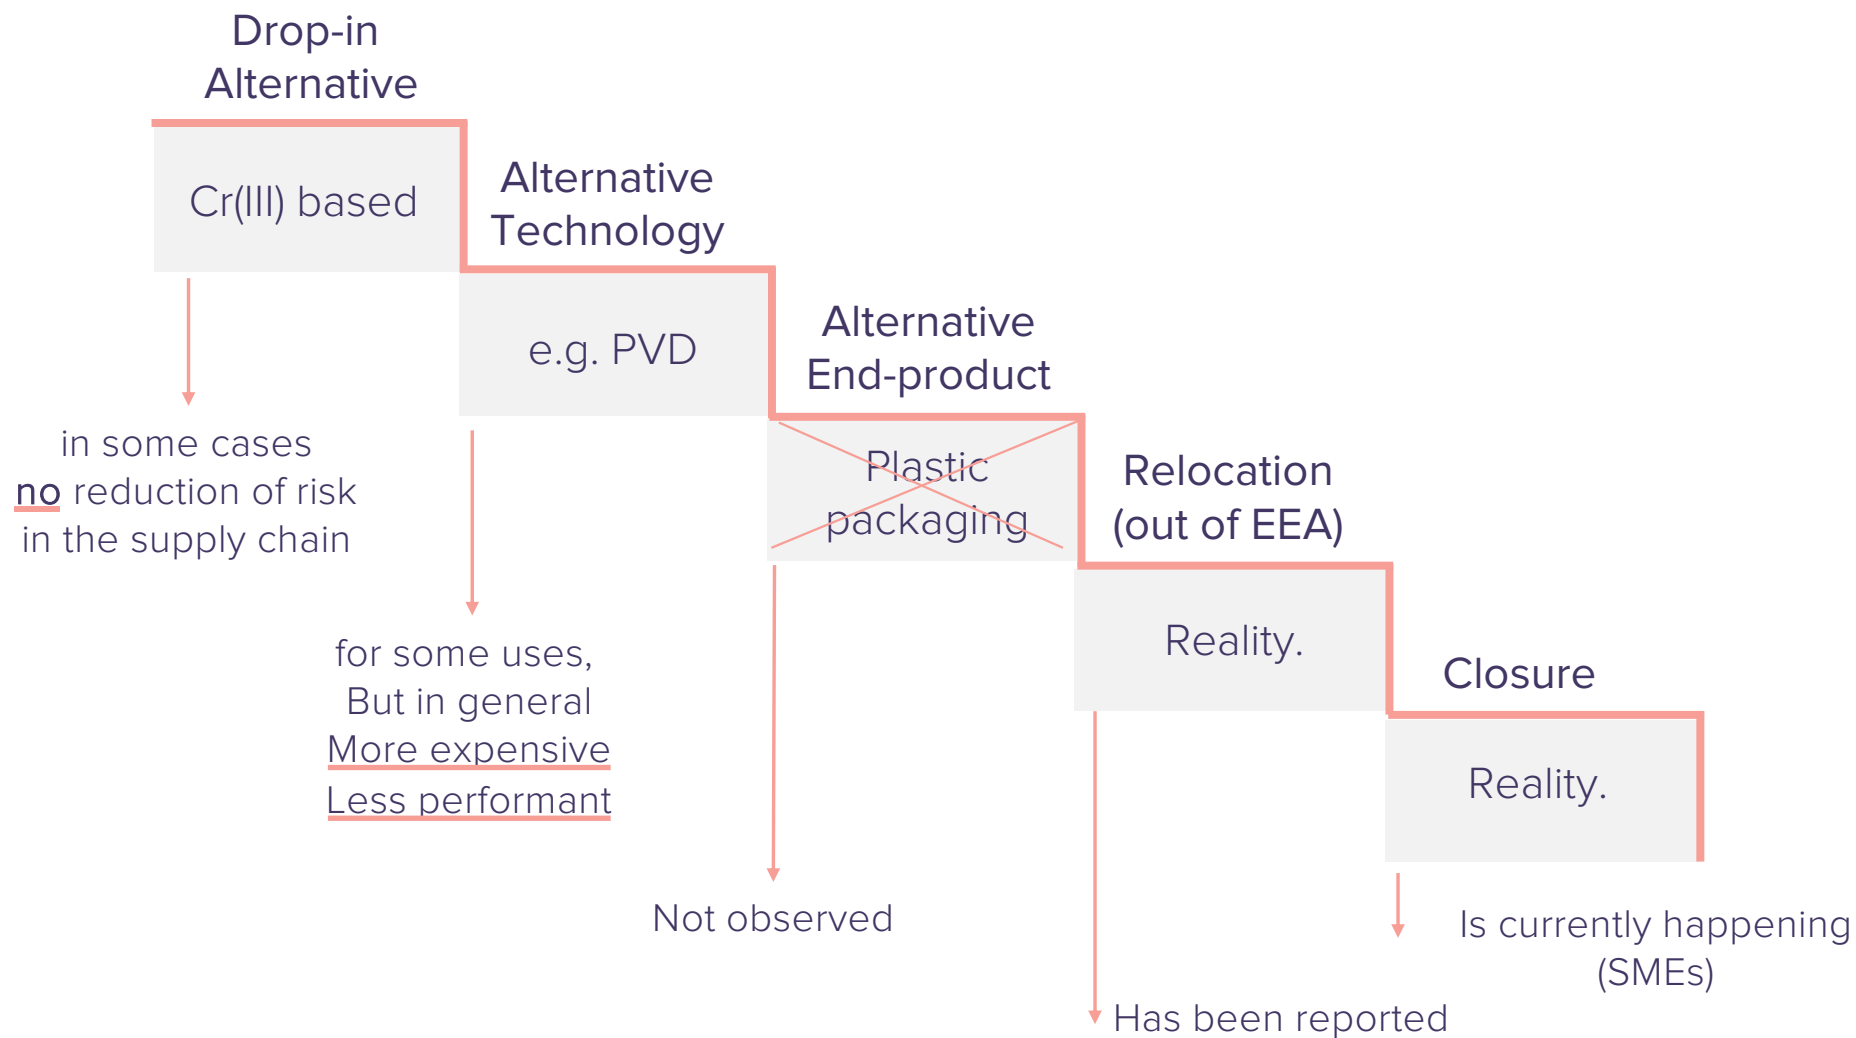 Drop-in
Alternative
Cr(III) based
in some cases
no reduction of risk
in the supply chain
Alternative
Technology
e.g. PVD
for some uses,
But in general
More expensive
Less performant
Alternative
End-product
Plastic
packaging
Not observed
Relocation
(out of EEA)
Reality.
Has been reported
Closure
Reality.
Is currently happening
(SMEs)